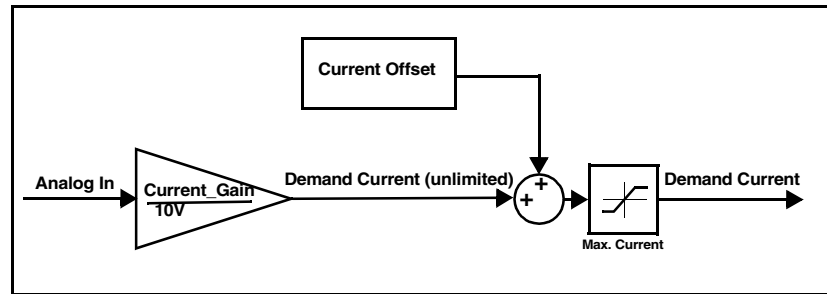 Current Offset
Analog In
Current_Gain
10V
Demand Current (unlimited)
+
+
Demand Current
Max. Current